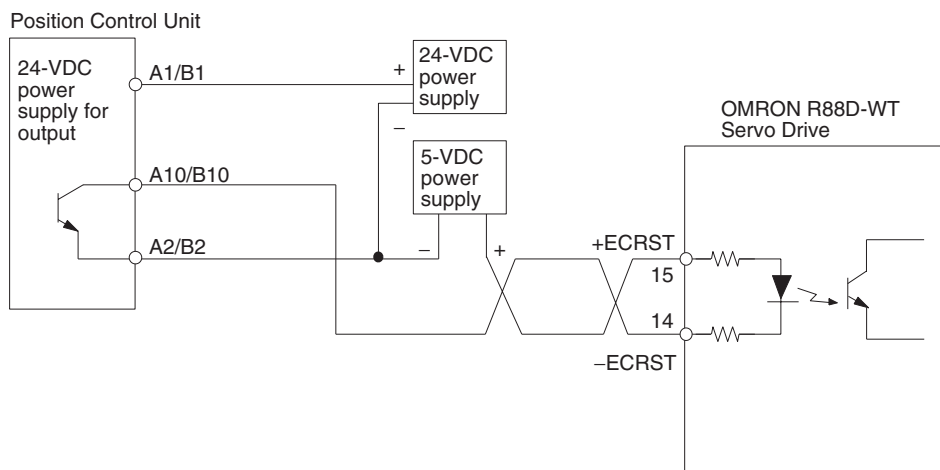 Position Control Unit
24-VDC
power
supply for
output
A1/B1
+
24-VDC
power
supply
–
5-VDC
power
supply
A10/B10
A2/B2
–
+
OMRON R88D-WT
Servo Drive
+ECRST
15
14
–ECRST